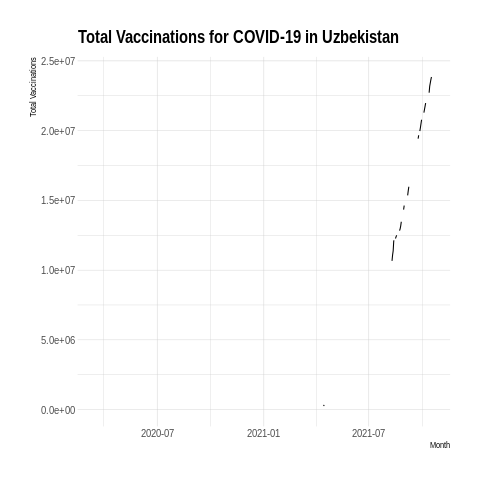 Total Vaccinations for COVID-19 in Uzbekistan
Total Vaccinations
2.5e+07
2.0e+07
1.5e+07
1.0e+07
5.0e+06
0.0e+00
2020-07 2021-01 2021-07
Month